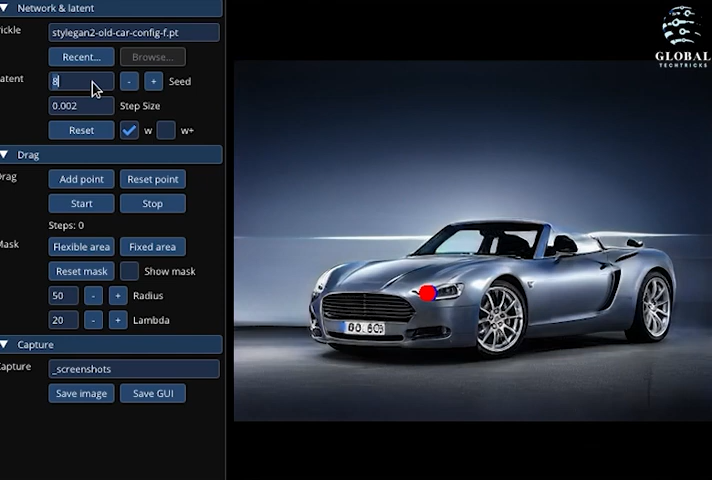 Network & latent
ickle
stylegan2-old-car-config-f.pt
Recent... Browse...
atent
8
- + Seed
0.002 Step Size
Reset w w+
Drag
rag
Add point Reset point
Start Stop
Steps: 0
Mask
Flexible area Fixed area
Reset mask Show mask
50 - + Radius
20 - + Lambda
Capture
apture
_screenshots
Save image Save GUI
GLOBAL
TECHTRICKS